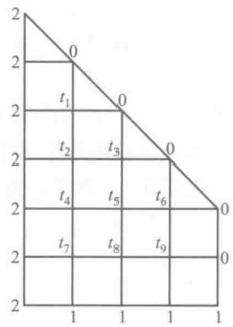 2
2 0
2 t₁ 0
2 t₂ t₃ 0
2 t₄ t₅ t₆ 0
2 t₇ t₈ t₉ 0
2 1 1 1 1